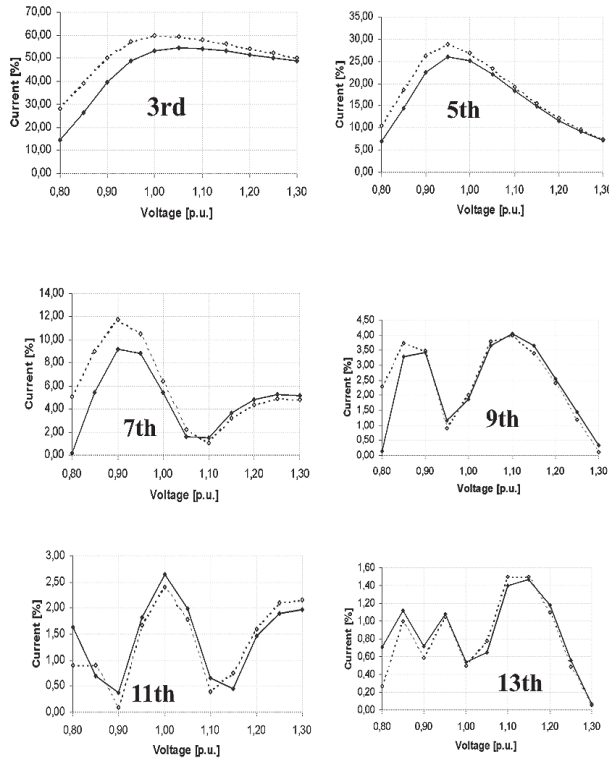 70,00
60,00
50,00
40,00
30,00
20,00
10,00
0,00
Current [%]
3rd
0,80 0,90 1,00 1,10 1,20 1,30
Voltage [p.u.]
35,00
30,00
25,00
20,00
15,00
10,00
5,00
0,00
Current [%]
5th
0,80 0,90 1,00 1,10 1,20 1,30
Voltage [p.u.]
14,00
12,00
10,00
8,00
6,00
4,00
2,00
0,00
Current [%]
7th
0,80 0,90 1,00 1,10 1,20 1,30
Voltage [p.u.]
4,50
4,00
3,50
3,00
2,50
2,00
1,50
1,00
0,50
0,00
Current [%]
9th
0,80 0,90 1,00 1,10 1,20 1,30
Voltage [p.u.]
3,00
2,50
2,00
1,50
1,00
0,50
0,00
Current [%]
11th
0,80 0,90 1,00 1,10 1,20 1,30
Voltage [p.u.]
1,60
1,40
1,20
1,00
0,80
0,60
0,40
0,20
0,00
Current [%]
13th
0,80 0,90 1,00 1,10 1,20 1,30
Voltage [p.u.]